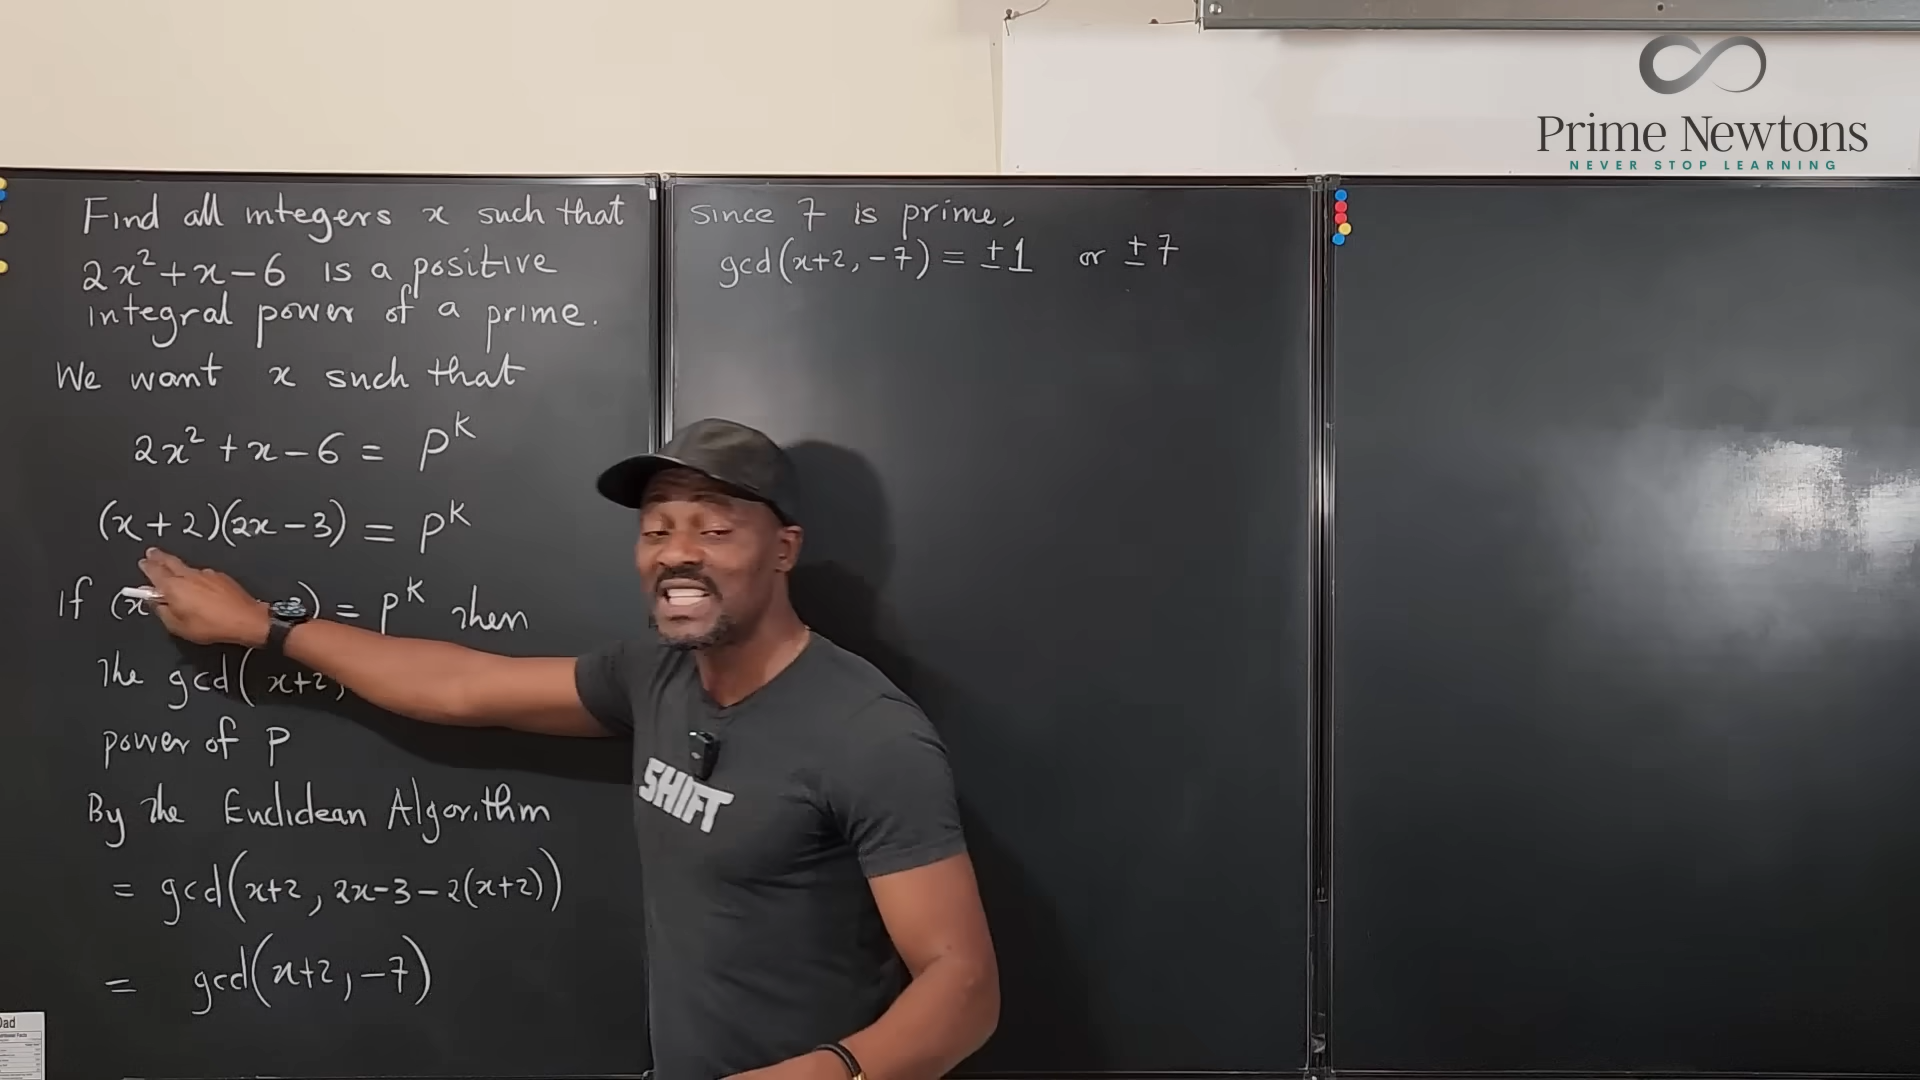 Prime Newtons
NEVER STOP LEARNING
Find all integers x such that
2x² + x - 6 is a positive
integral power of a prime.
We want x such that
2x² + x - 6 = p^k
(x + 2)(2x - 3) = p^k
If (x = p^k then
the gcd( x+2,
power of p
By the Euclidean Algorithm
= gcd(x+2, 2x-3-2(x+2))
= gcd(x+2, -7)
since 7 is prime,
gcd(x+2, -7) = ±1 or ±7
SHIFT